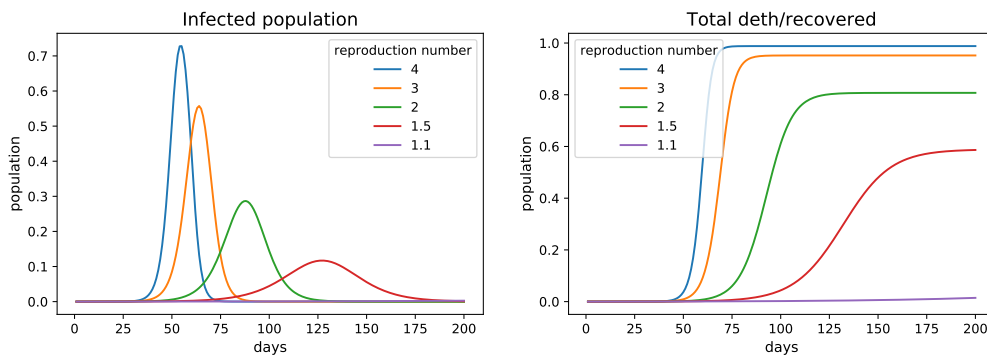 Infected population
population
0.7
0.6
0.5
0.4
0.3
0.2
0.1
0.0
reproduction number
4
3
2
1.5
1.1
0 25 50 75 100 125 150 175 200
days
Total deth/recovered
population
1.0
0.8
0.6
0.4
0.2
0.0
reproduction number
4
3
2
1.5
1.1
0 25 50 75 100 125 150 175 200
days